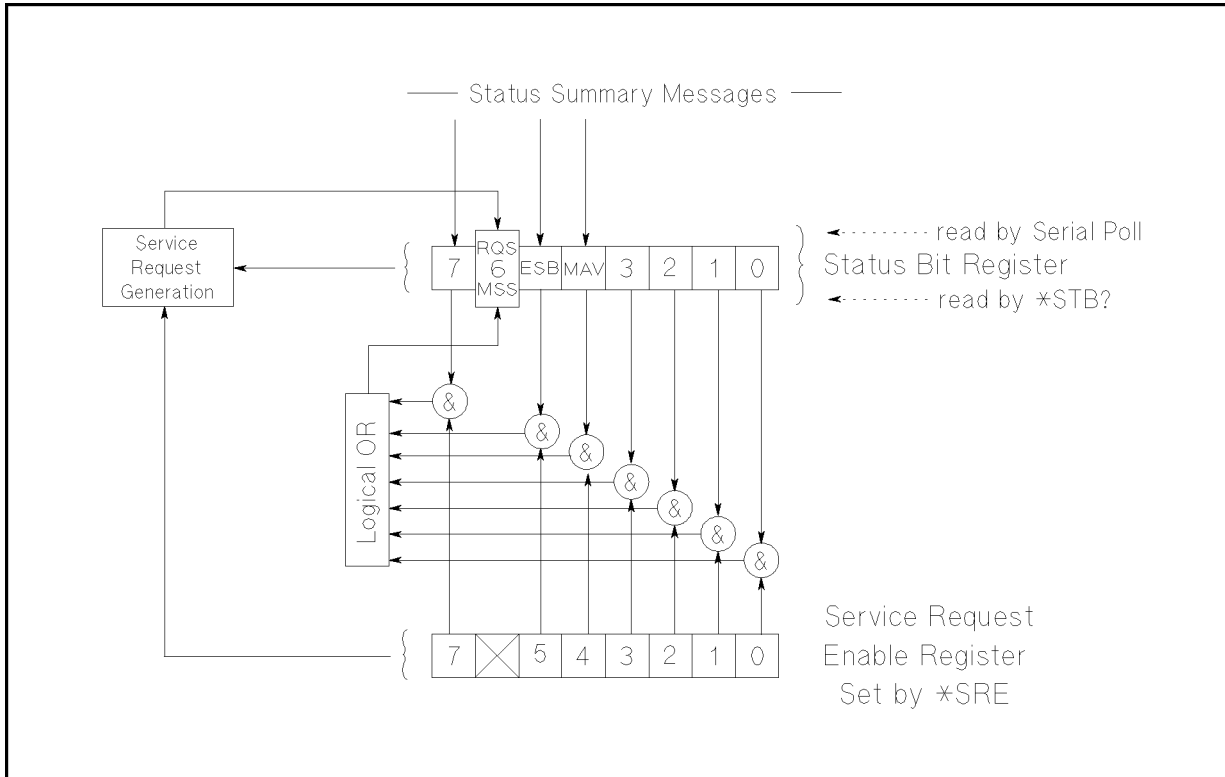 Status Summary Messages
Service
Request
Generation
7
RQS
6
MSS
ESB
MAV
3
2
1
0
read by Serial Poll
Status Bit Register
read by *STB?
Logical OR
&
&
&
&
&
&
&
7
5
4
3
2
1
0
Service Request
Enable Register
Set by *SRE